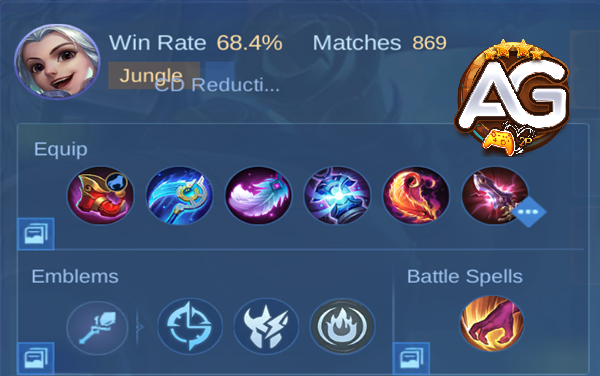 Win Rate 68.4% Matches 869
Jungle CD Reducti...
AG
Equip
Emblems
Battle Spells